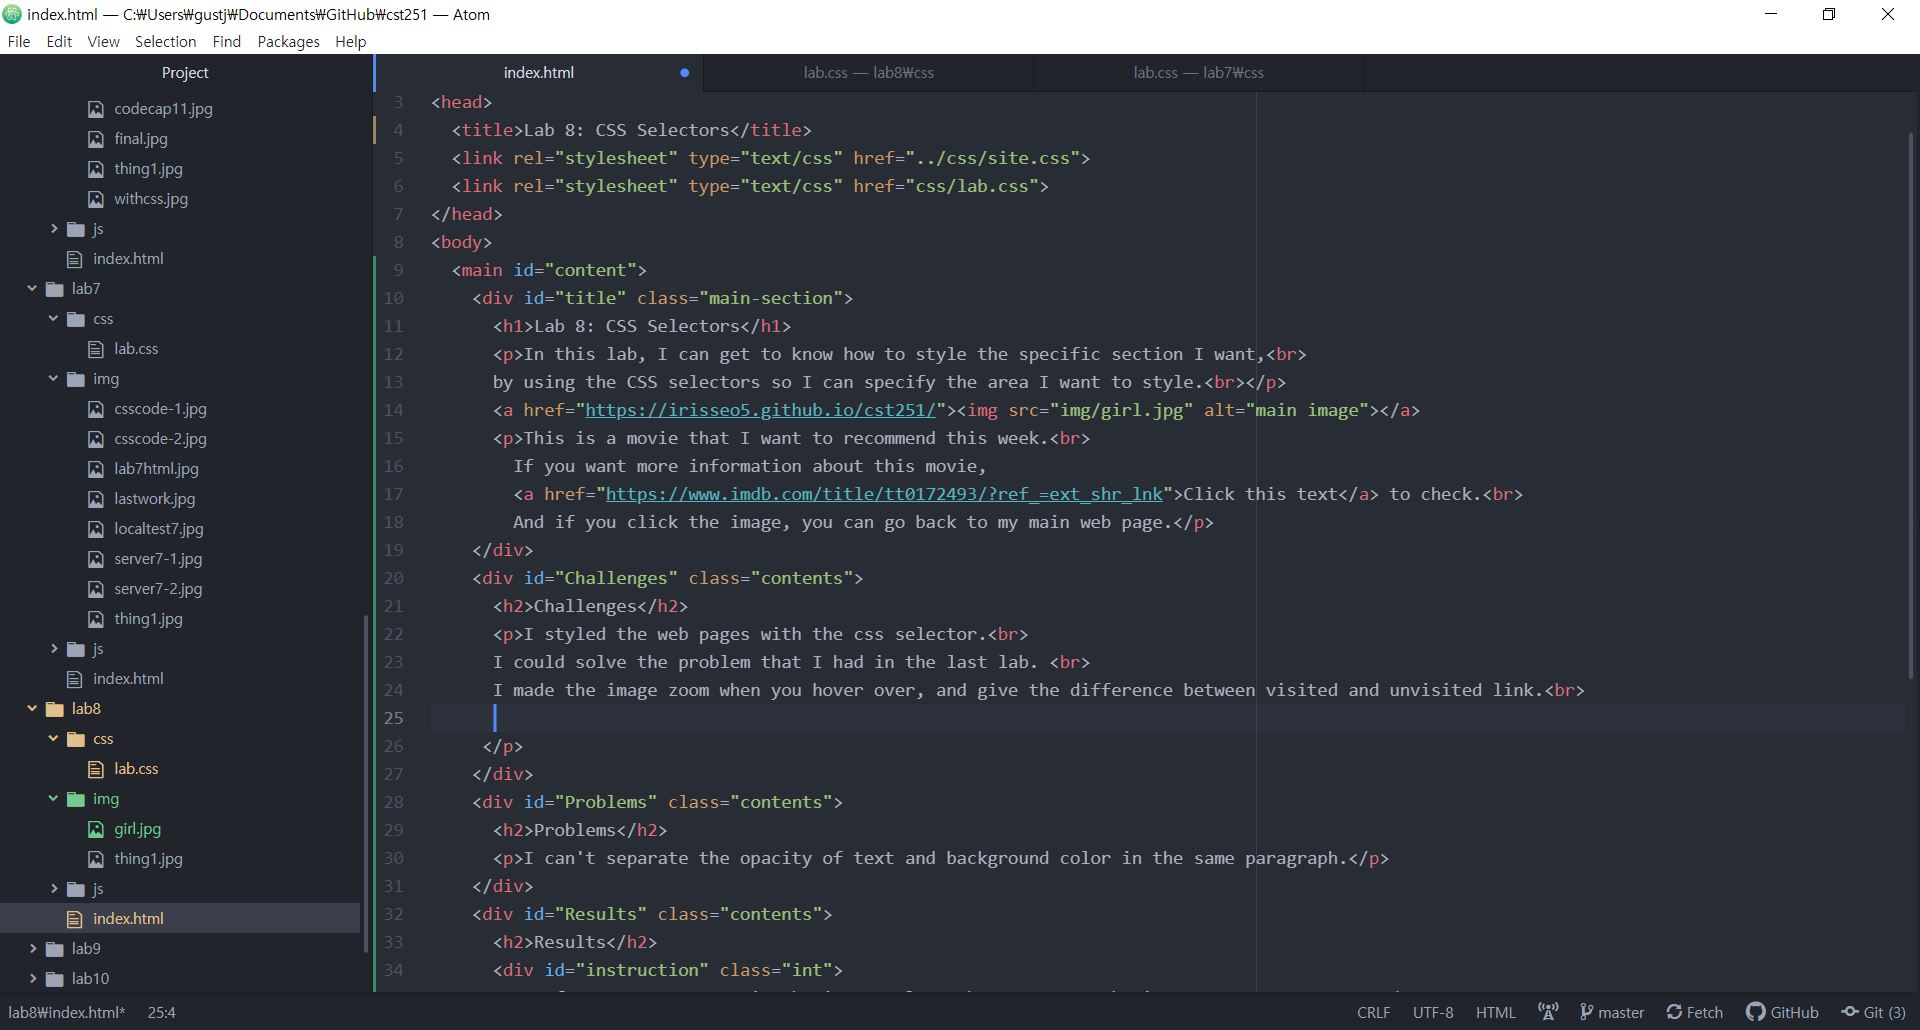 index.html — C:₩Users₩gustj₩Documents₩GitHub₩cst251 — Atom
File Edit View Selection Find Packages Help
Project
codecap11.jpg
final.jpg
thing1.jpg
withcss.jpg
js
index.html
lab7
css
lab.css
img
csscode-1.jpg
csscode-2.jpg
lab7html.jpg
lastwork.jpg
localtest7.jpg
server7-1.jpg
server7-2.jpg
thing1.jpg
js
index.html
lab8
css
lab.css
img
girl.jpg
thing1.jpg
js
index.html
lab9
lab10
index.html lab.css — lab8₩css lab.css — lab7₩css
3 <head>
4 <title>Lab 8: CSS Selectors</title>
5 <link rel="stylesheet" type="text/css" href="../css/site.css">
6 <link rel="stylesheet" type="text/css" href="css/lab.css">
7 </head>
8 <body>
9 <main id="content">
10 <div id="title" class="main-section">
11 <h1>Lab 8: CSS Selectors</h1>
12 <p>In this lab, I can get to know how to style the specific section I want,<br>
13 by using the CSS selectors so I can specify the area I want to style.<br></p>
14 <a href="https://irisseo5.github.io/cst251/"><img src="img/girl.jpg" alt="main image"></a>
15 <p>This is a movie that I want to recommend this week.<br>
16 If you want more information about this movie,
17 <a href="https://www.imdb.com/title/tt0172493/?ref_=ext_shr_lnk">Click this text</a> to check.<br>
18 And if you click the image, you can go back to my main web page.</p>
19 </div>
20 <div id="Challenges" class="contents">
21 <h2>Challenges</h2>
22 <p>I styled the web pages with the css selector.<br>
23 I could solve the problem that I had in the last lab. <br>
24 I made the image zoom when you hover over, and give the difference between visited and unvisited link.<br>
25
26 </p>
27 </div>
28 <div id="Problems" class="contents">
29 <h2>Problems</h2>
30 <p>I can't separate the opacity of text and background color in the same paragraph.</p>
31 </div>
32 <div id="Results" class="contents">
33 <h2>Results</h2>
34 <div id="instruction" class="int">
lab8₩index.html* 25:4 CRLF UTF-8 HTML master Fetch GitHub Git (3)